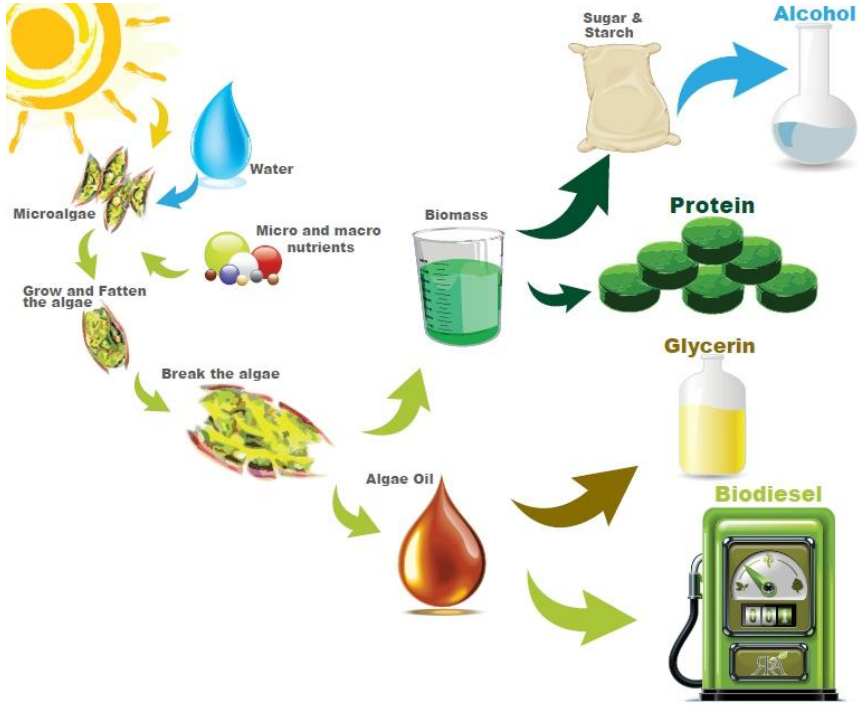 Sugar &
Starch
Alcohol
Water
Microalgae
Micro and macro
nutrients
Biomass
Protein
Grow and Fatten
the algae
Glycerin
Break the algae
Algae Oil
Biodiesel